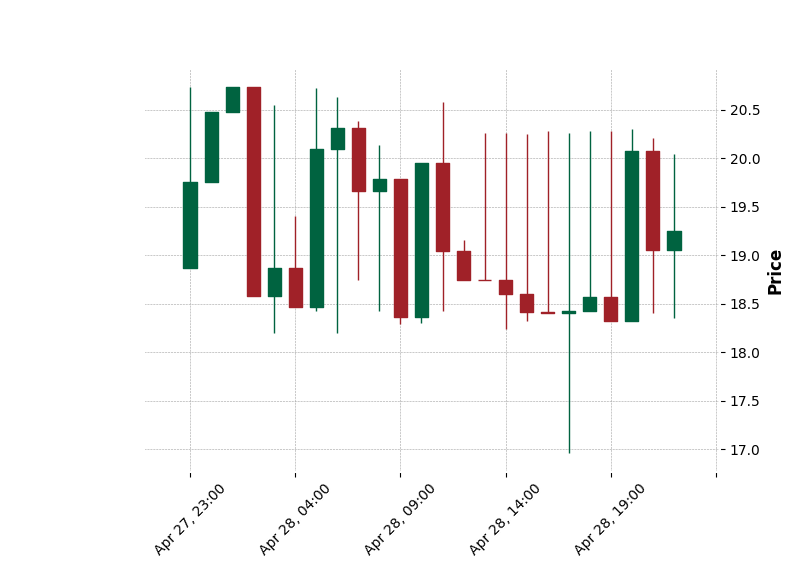 20.5
20.0
19.5
19.0
18.5
18.0
17.5
17.0
Price
Apr 27, 23:00
Apr 28, 04:00
Apr 28, 09:00
Apr 28, 14:00
Apr 28, 19:00